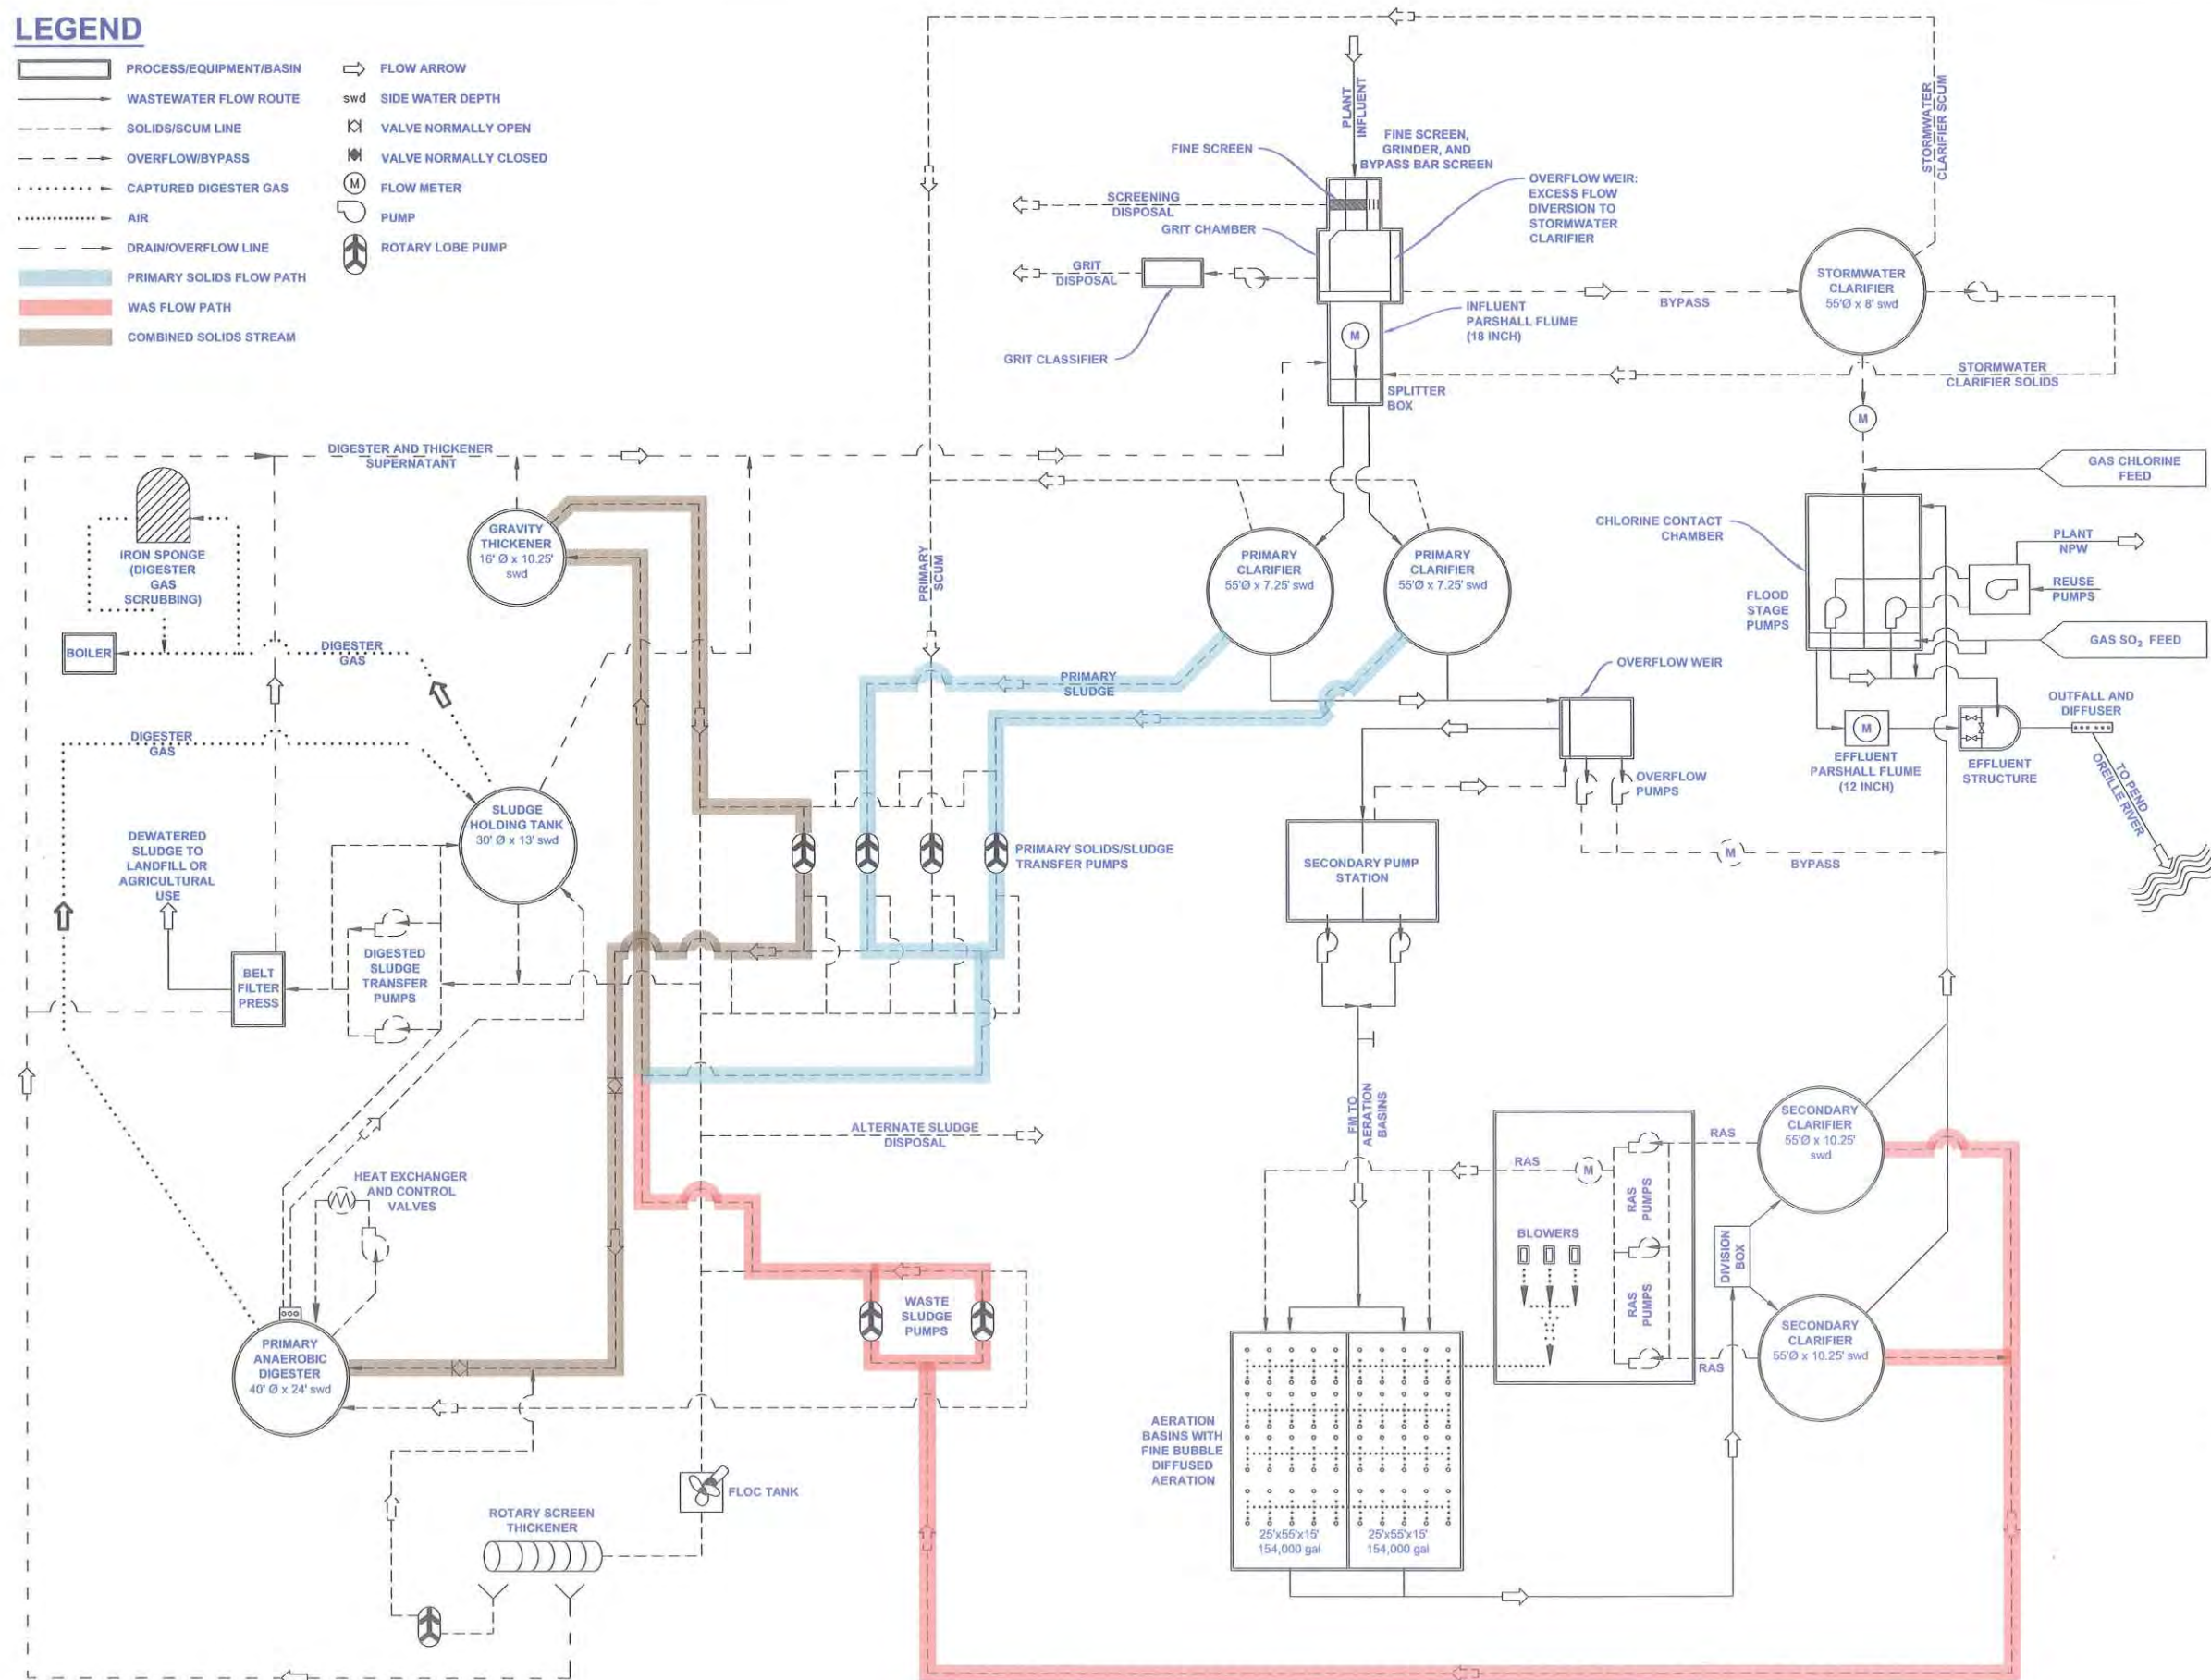 LEGEND
PROCESS/EQUIPMENT/BASIN
WASTEWATER FLOW ROUTE
SOLIDS/SCUM LINE
OVERFLOW/BYPASS
CAPTURED DIGESTER GAS
AIR
DRAIN/OVERFLOW LINE
PRIMARY SOLIDS FLOW PATH
WAS FLOW PATH
COMBINED SOLIDS STREAM
FLOW ARROW
swd SIDE WATER DEPTH
VALVE NORMALLY OPEN
VALVE NORMALLY CLOSED
M FLOW METER
PUMP
ROTARY LOBE PUMP
PLANT
INFLUENT
FINE SCREEN
FINE SCREEN,
GRINDER, AND
BYPASS BAR SCREEN
SCREENING
DISPOSAL
GRIT CHAMBER
GRIT
DISPOSAL
GRIT CLASSIFIER
OVERFLOW WEIR:
EXCESS FLOW
DIVERSION TO
STORMWATER
CLARIFIER
BYPASS
INFLUENT
PARSHALL FLUME
(18 INCH)
M
SPLITTER
BOX
STORMWATER
CLARIFIER SCUM
STORMWATER
CLARIFIER
55'Ø x 8' swd
STORMWATER
CLARIFIER SOLIDS
M
GAS CHLORINE
FEED
CHLORINE CONTACT
CHAMBER
PLANT
NPW
REUSE
PUMPS
FLOOD
STAGE
PUMPS
GAS SO₂ FEED
OUTFALL AND
DIFFUSER
M
EFFLUENT
PARSHALL FLUME
(12 INCH)
EFFLUENT
STRUCTURE
TO PEND
OREILLE RIVER
DIGESTER AND THICKENER
SUPERNATANT
IRON SPONGE
(DIGESTER
GAS
SCRUBBING)
BOILER
DIGESTER
GAS
GRAVITY
THICKENER
16' Ø x 10.25'
swd
PRIMARY
SCUM
PRIMARY
CLARIFIER
55'Ø x 7.25' swd
PRIMARY
CLARIFIER
55'Ø x 7.25' swd
PRIMARY
SLUDGE
OVERFLOW WEIR
OVERFLOW
PUMPS
M
BYPASS
SECONDARY PUMP
STATION
PRIMARY SOLIDS/SLUDGE
TRANSFER PUMPS
DIGESTER
GAS
SLUDGE
HOLDING TANK
30' Ø x 13' swd
DEWATERED
SLUDGE TO
LANDFILL OR
AGRICULTURAL
USE
BELT
FILTER
PRESS
DIGESTED
SLUDGE
TRANSFER
PUMPS
FM TO
AERATION
BASINS
ALTERNATE SLUDGE
DISPOSAL
HEAT EXCHANGER
AND CONTROL
VALVES
PRIMARY
ANAEROBIC
DIGESTER
40' Ø x 24' swd
WASTE
SLUDGE
PUMPS
FLOC TANK
ROTARY SCREEN
THICKENER
RAS
M
RAS
RAS
PUMPS
RAS
PUMPS
BLOWERS
RAS
DIVISION
BOX
SECONDARY
CLARIFIER
55'Ø x 10.25'
swd
SECONDARY
CLARIFIER
55'Ø x 10.25' swd
AERATION
BASINS WITH
FINE BUBBLE
DIFFUSED
AERATION
25'x55'x15'
154,000 gal
25'x55'x15'
154,000 gal